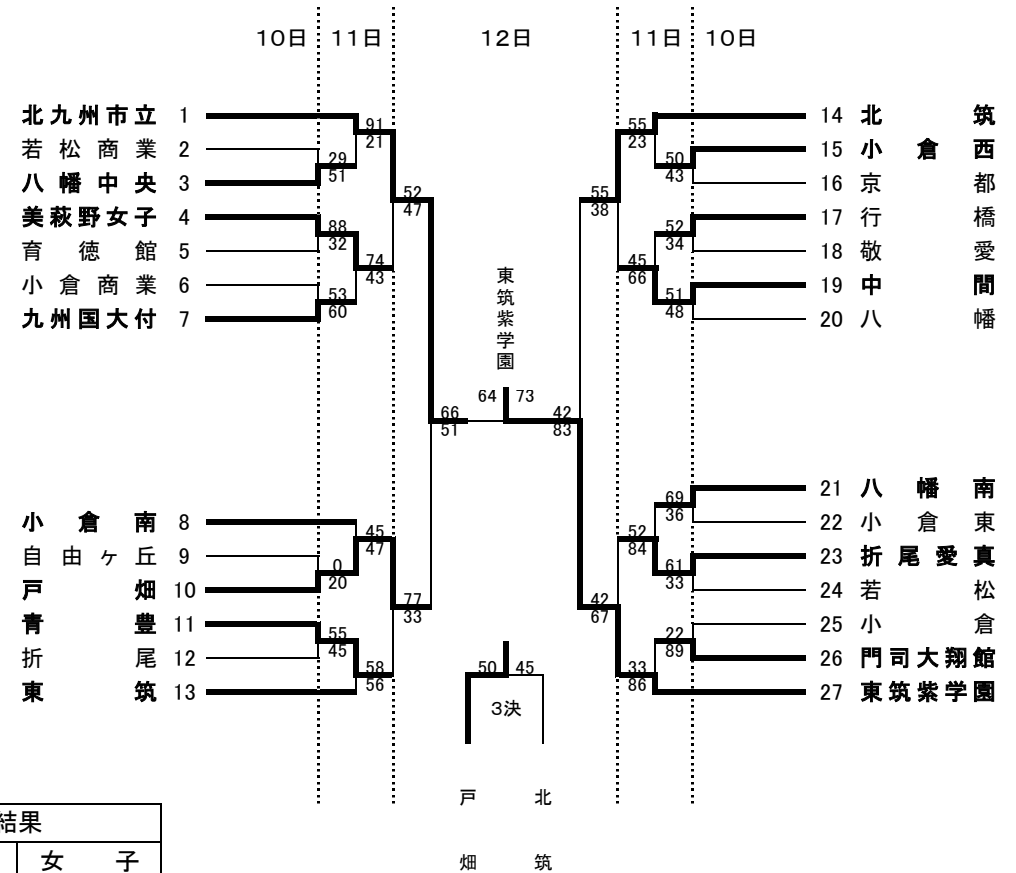 10日 11日 12日 11日 10日
北九州市立 1
若松商業 2
八幡中央 3
美萩野女子 4
育徳館 5
小倉商業 6
九州国大付 7
91
21
29
51
88
32
53
60
74
43
52
47
小倉南 8
自由ヶ丘 9
戸畑 10
青豊 11
折尾 12
東筑 13
45
47
0
20
55
45
58
56
77
33
66
51
東筑紫学園
64 73
42
83
50 45
3決
戸畑
北筑
14 北筑
15 小倉西
16 京都
17 行橋
18 敬愛
19 中間
20 八幡
55
23
50
43
52
34
51
48
45
66
55
38
21 八幡南
22 小倉東
23 折尾愛真
24 若松
25 小倉
26 門司大翔館
27 東筑紫学園
69
36
61
33
52
84
22
89
33
86
42
67
結果
女子